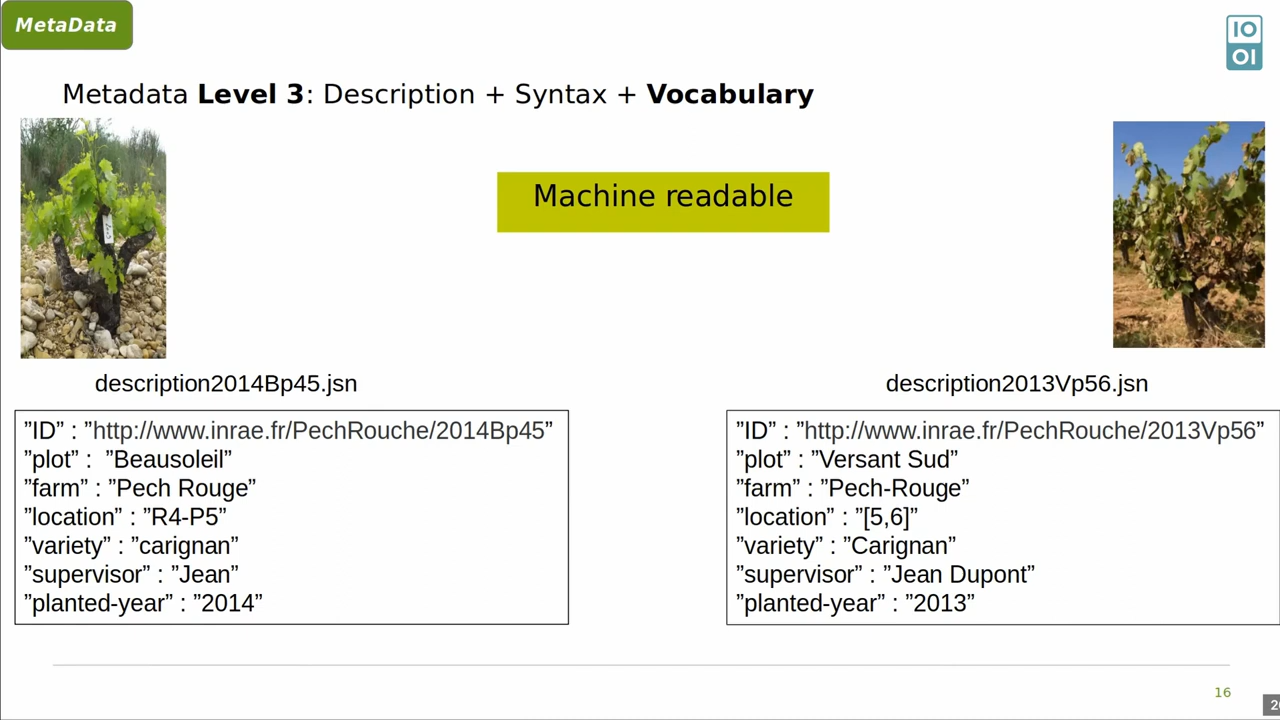 MetaData
IO
OI
Metadata Level 3: Description + Syntax + Vocabulary
Machine readable
description2014Bp45.jsn
”ID” : ”http://www.inrae.fr/PechRouche/2014Bp45”
”plot” :  ”Beausoleil”
”farm” : ”Pech Rouge”
”location” : ”R4-P5”
”variety” : ”carignan”
”supervisor” : ”Jean”
”planted-year” : ”2014”
description2013Vp56.jsn
”ID” : ”http://www.inrae.fr/PechRouche/2013Vp56”
”plot” : ”Versant Sud”
”farm” : ”Pech-Rouge”
”location” : ”[5,6]”
”variety” : ”Carignan”
”supervisor” : ”Jean Dupont”
”planted-year” : ”2013”
16